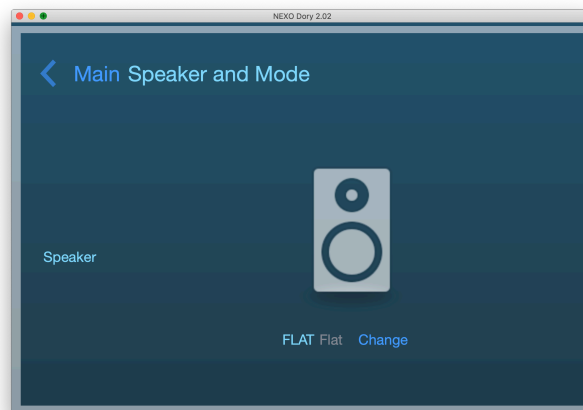 NEXO Dory 2.02
Main Speaker and Mode
Speaker
FLAT Flat Change